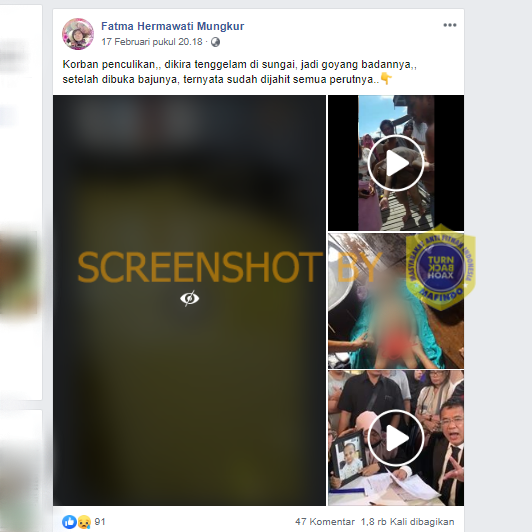 Fatma Hermawati Mungkur
17 Februari pukul 20.18 ·
Korban penculikan,, dikira tenggelam di sungai, jadi goyang badannya,,
setelah dibuka bajunya, ternyata sudah dijahit semua perutnya..👇
SCREENSHOT BY
MASYARAKAT ANTI FITNAH INDONESIA
TURN
BACK
HOAX
MAFINDO
91
47 Komentar 1,8 rb Kali dibagikan